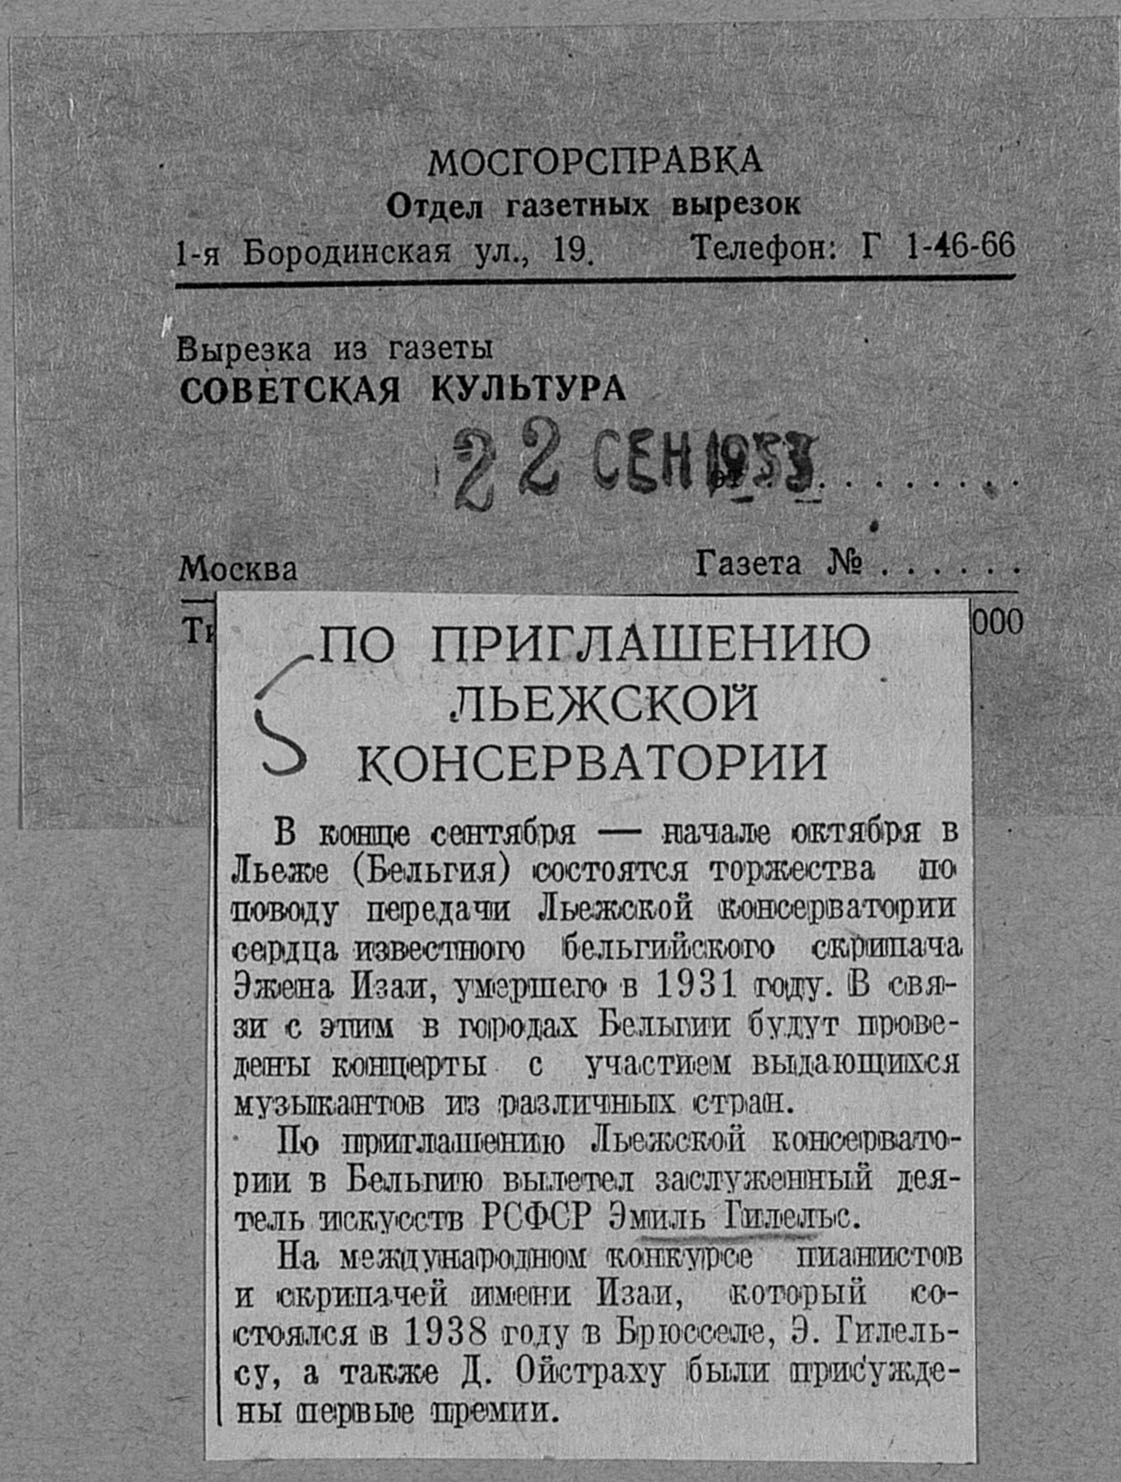 МОСГОРСПРАВКА
Отдел газетных вырезок
1-я Бородинская ул., 19. Телефон: Г 1-46-66
Вырезка из газеты
СОВЕТСКАЯ КУЛЬТУРА
22 СЕН 1953
Москва Газета № . . . . . .
000
ПО ПРИГЛАШЕНИЮ
ЛЬЕЖСКОЙ
КОНСЕРВАТОРИИ
В конце сентября — начале октября в
Льеже (Бельгия) состоятся торжества по
поводу передачи Льежской консерватории
сердца известного бельгийского скрипача
Эжена Изаи, умершего в 1931 году. В свя-
зи с этим в городах Бельгии будут прове-
дены концерты с участием выдающихся
музыкантов из различных стран.
По приглашению Льежской консервато-
рии в Бельгию вылетел заслуженный дея-
тель искусств РСФСР Эмиль Гилельс.
На международном конкурсе пианистов
и скрипачей имени Изаи, который со-
стоялся в 1938 году в Брюсселе, Э. Гилель-
су, а также Д. Ойстраху были присужде-
ны первые премии.